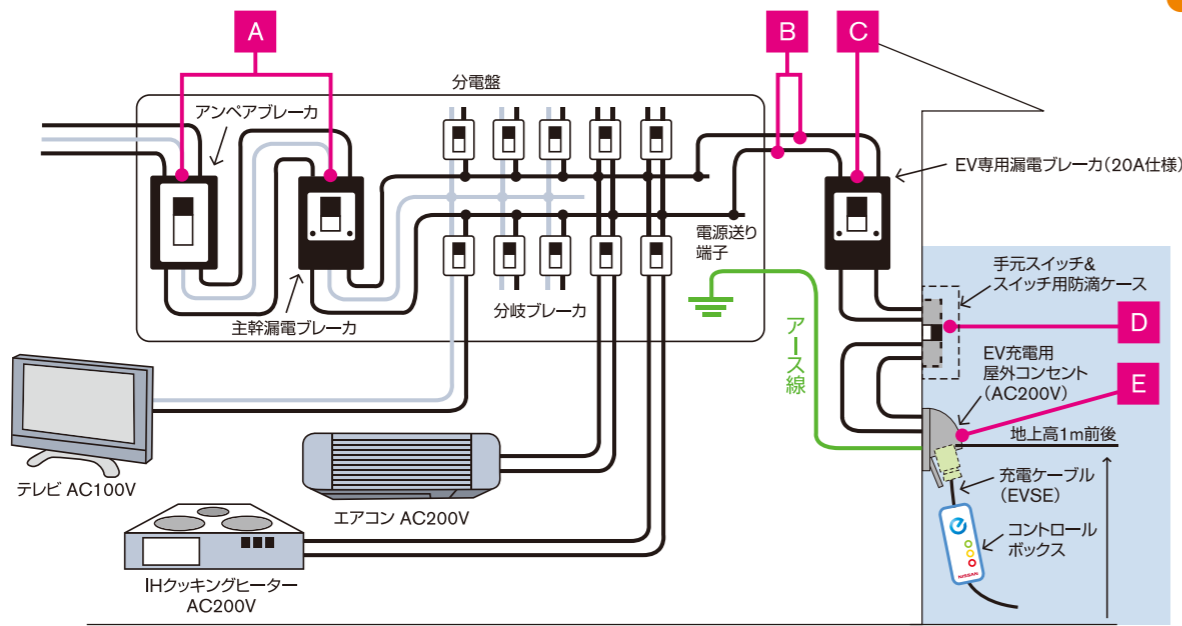 A
B
C
分電盤
アンペアブレーカ
EV専用漏電ブレーカ(20A仕様)
電源送り
端子
分岐ブレーカ
主幹漏電ブレーカ
手元スイッチ&
スイッチ用防滴ケース
D
アース線
EV充電用
屋外コンセント
(AC200V)
E
地上高1m前後
テレビ AC100V
エアコン AC200V
充電ケーブル
(EVSE)
コントロール
ボックス
NISSAN
IHクッキングヒーター
AC200V